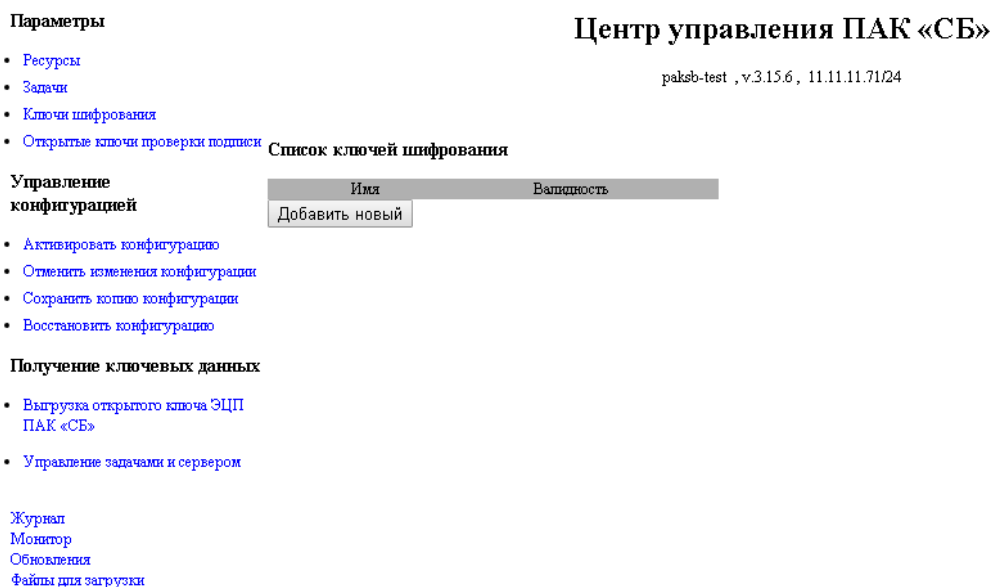 Параметры
Ресурсы
Задачи
Ключи шифрования
Открытые ключи проверки подписи
Управление
конфигурацией
Активировать конфигурацию
Отменить изменения конфигурации
Сохранить копию конфигурации
Восстановить конфигурацию
Получение ключевых данных
Выгрузка открытого ключа ЭЦП
ПАК «СБ»
Управление задачами и сервером
Журнал
Монитор
Обновления
Файлы для загрузки
Центр управления ПАК «СБ»
paksb-test , v.3.15.6 , 11.11.11.71/24
Список ключей шифрования
Имя Валидность
Добавить новый